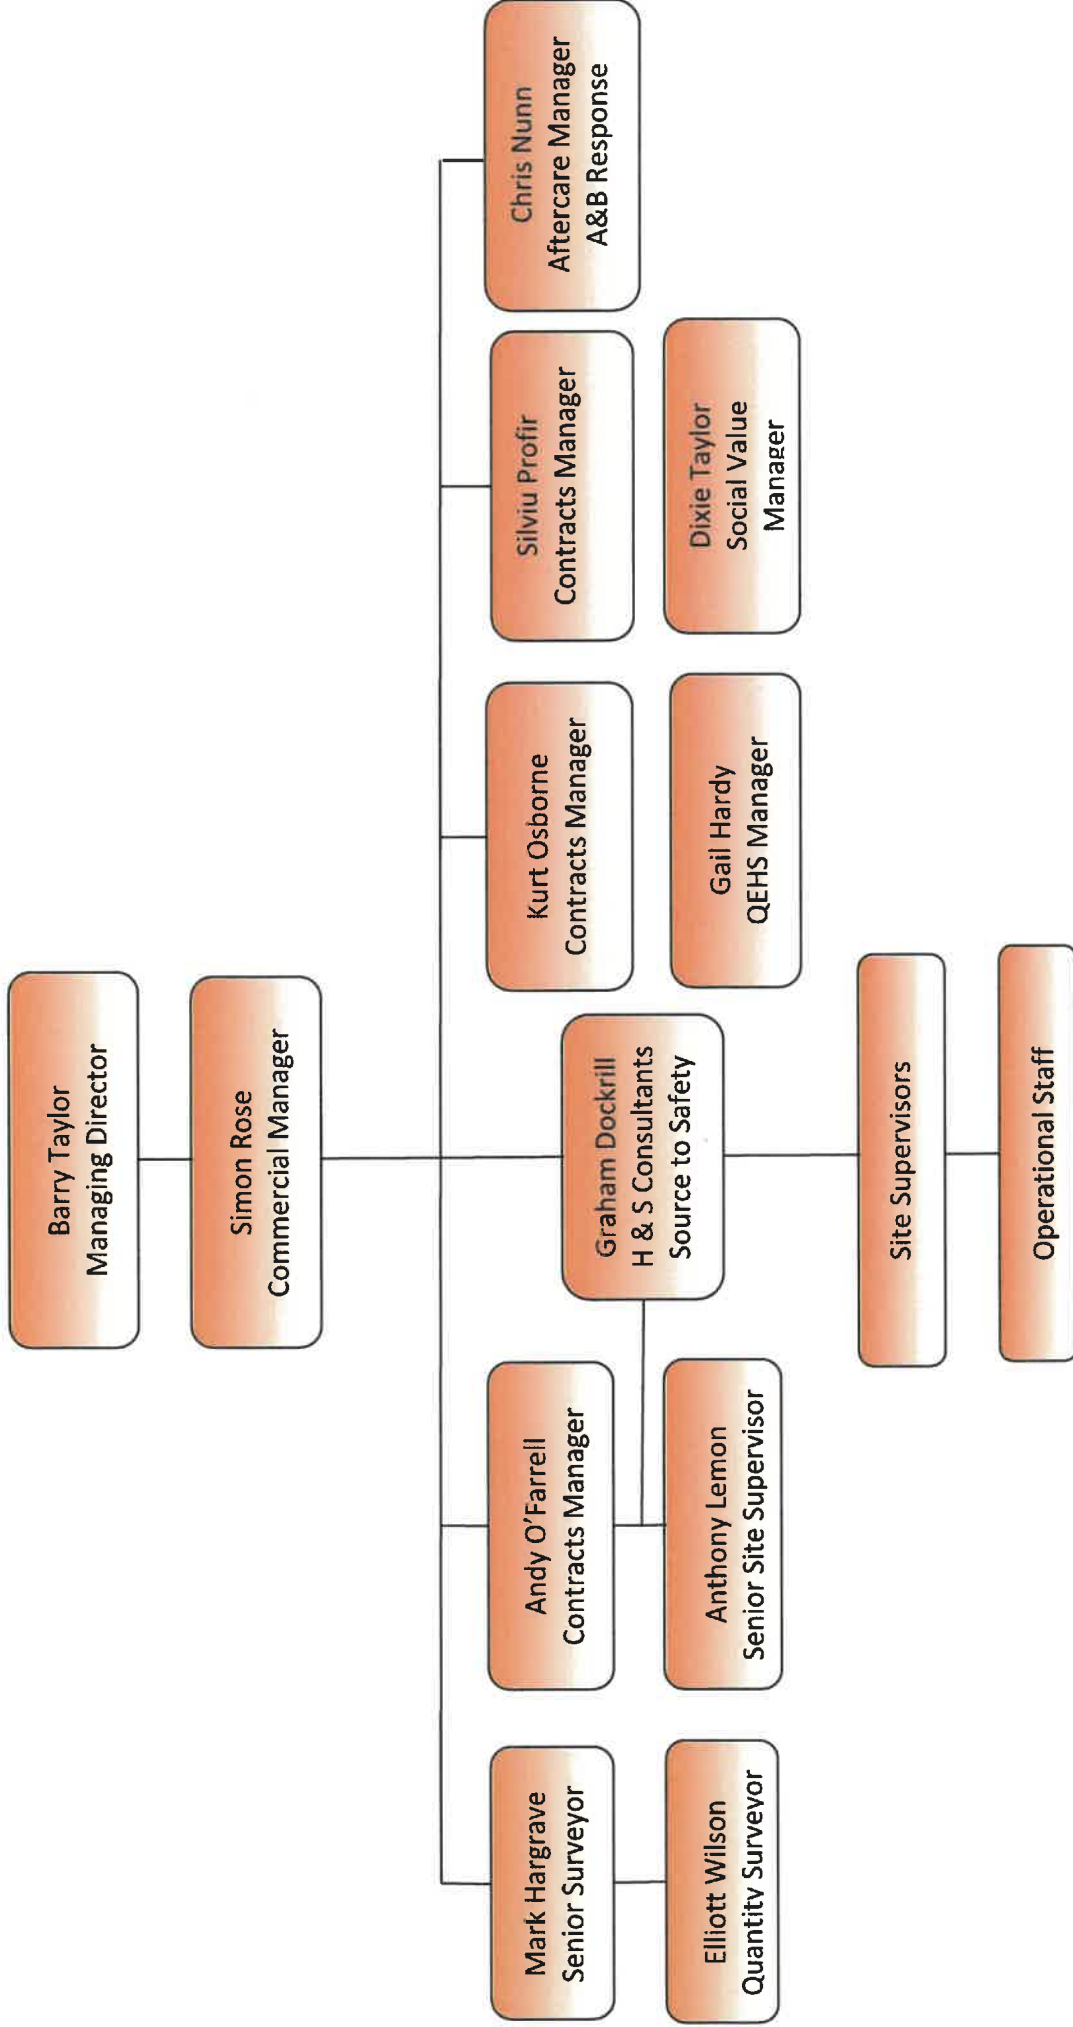 Barry Taylor
Managing Director
Simon Rose
Commercial Manager
Mark Hargrave
Senior Surveyor
Andy O'Farrell
Contracts Manager
Kurt Osborne
Contracts Manager
Silviu Profir
Contracts Manager
Chris Nunn
Aftercare Manager
A&B Response
Graham Dockrill
H & S Consultants
Source to Safety
Elliott Wilson
Quantity Surveyor
Anthony Lemon
Senior Site Supervisor
Gail Hardy
QEHS Manager
Dixie Taylor
Social Value
Manager
Site Supervisors
Operational Staff